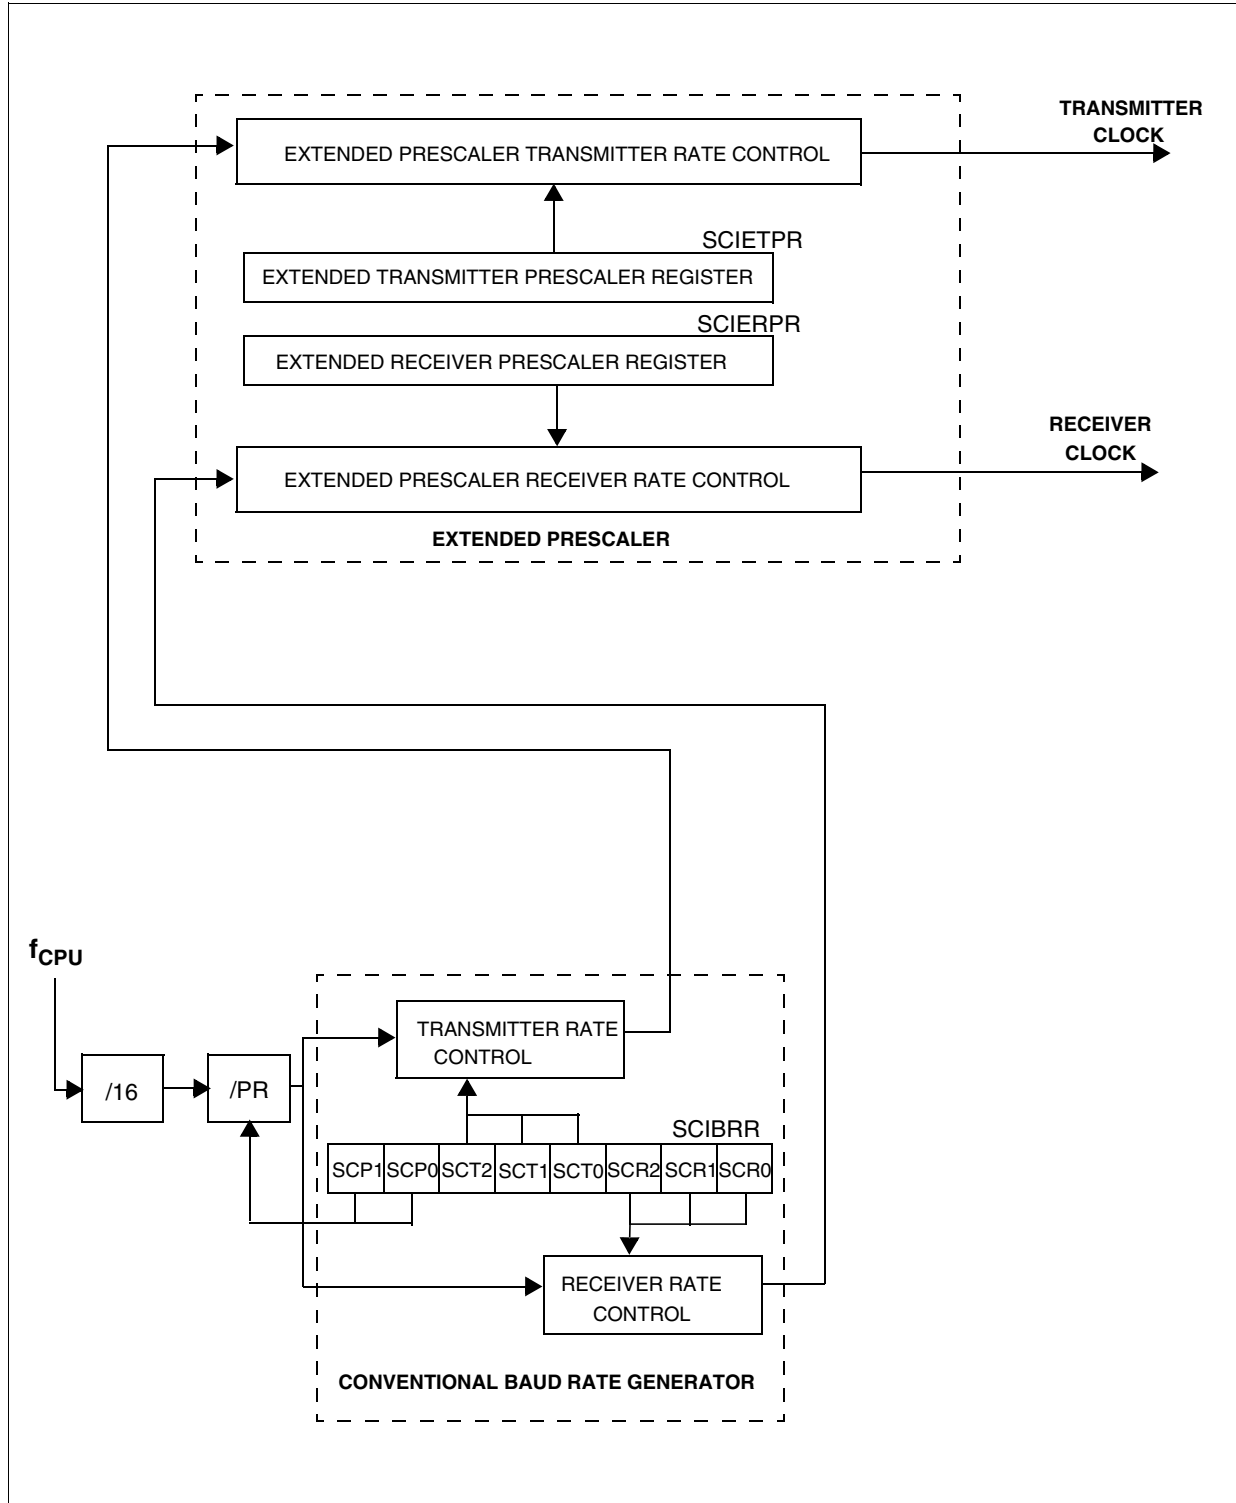 TRANSMITTER
CLOCK
EXTENDED PRESCALER TRANSMITTER RATE CONTROL
SCIETPR
EXTENDED TRANSMITTER PRESCALER REGISTER
SCIERPR
EXTENDED RECEIVER PRESCALER REGISTER
RECEIVER
CLOCK
EXTENDED PRESCALER RECEIVER RATE CONTROL
EXTENDED PRESCALER
fCPU
TRANSMITTER RATE
CONTROL
/16
/PR
SCIBRR
SCP1 SCP0 SCT2 SCT1 SCT0 SCR2 SCR1 SCR0
RECEIVER RATE
CONTROL
CONVENTIONAL BAUD RATE GENERATOR